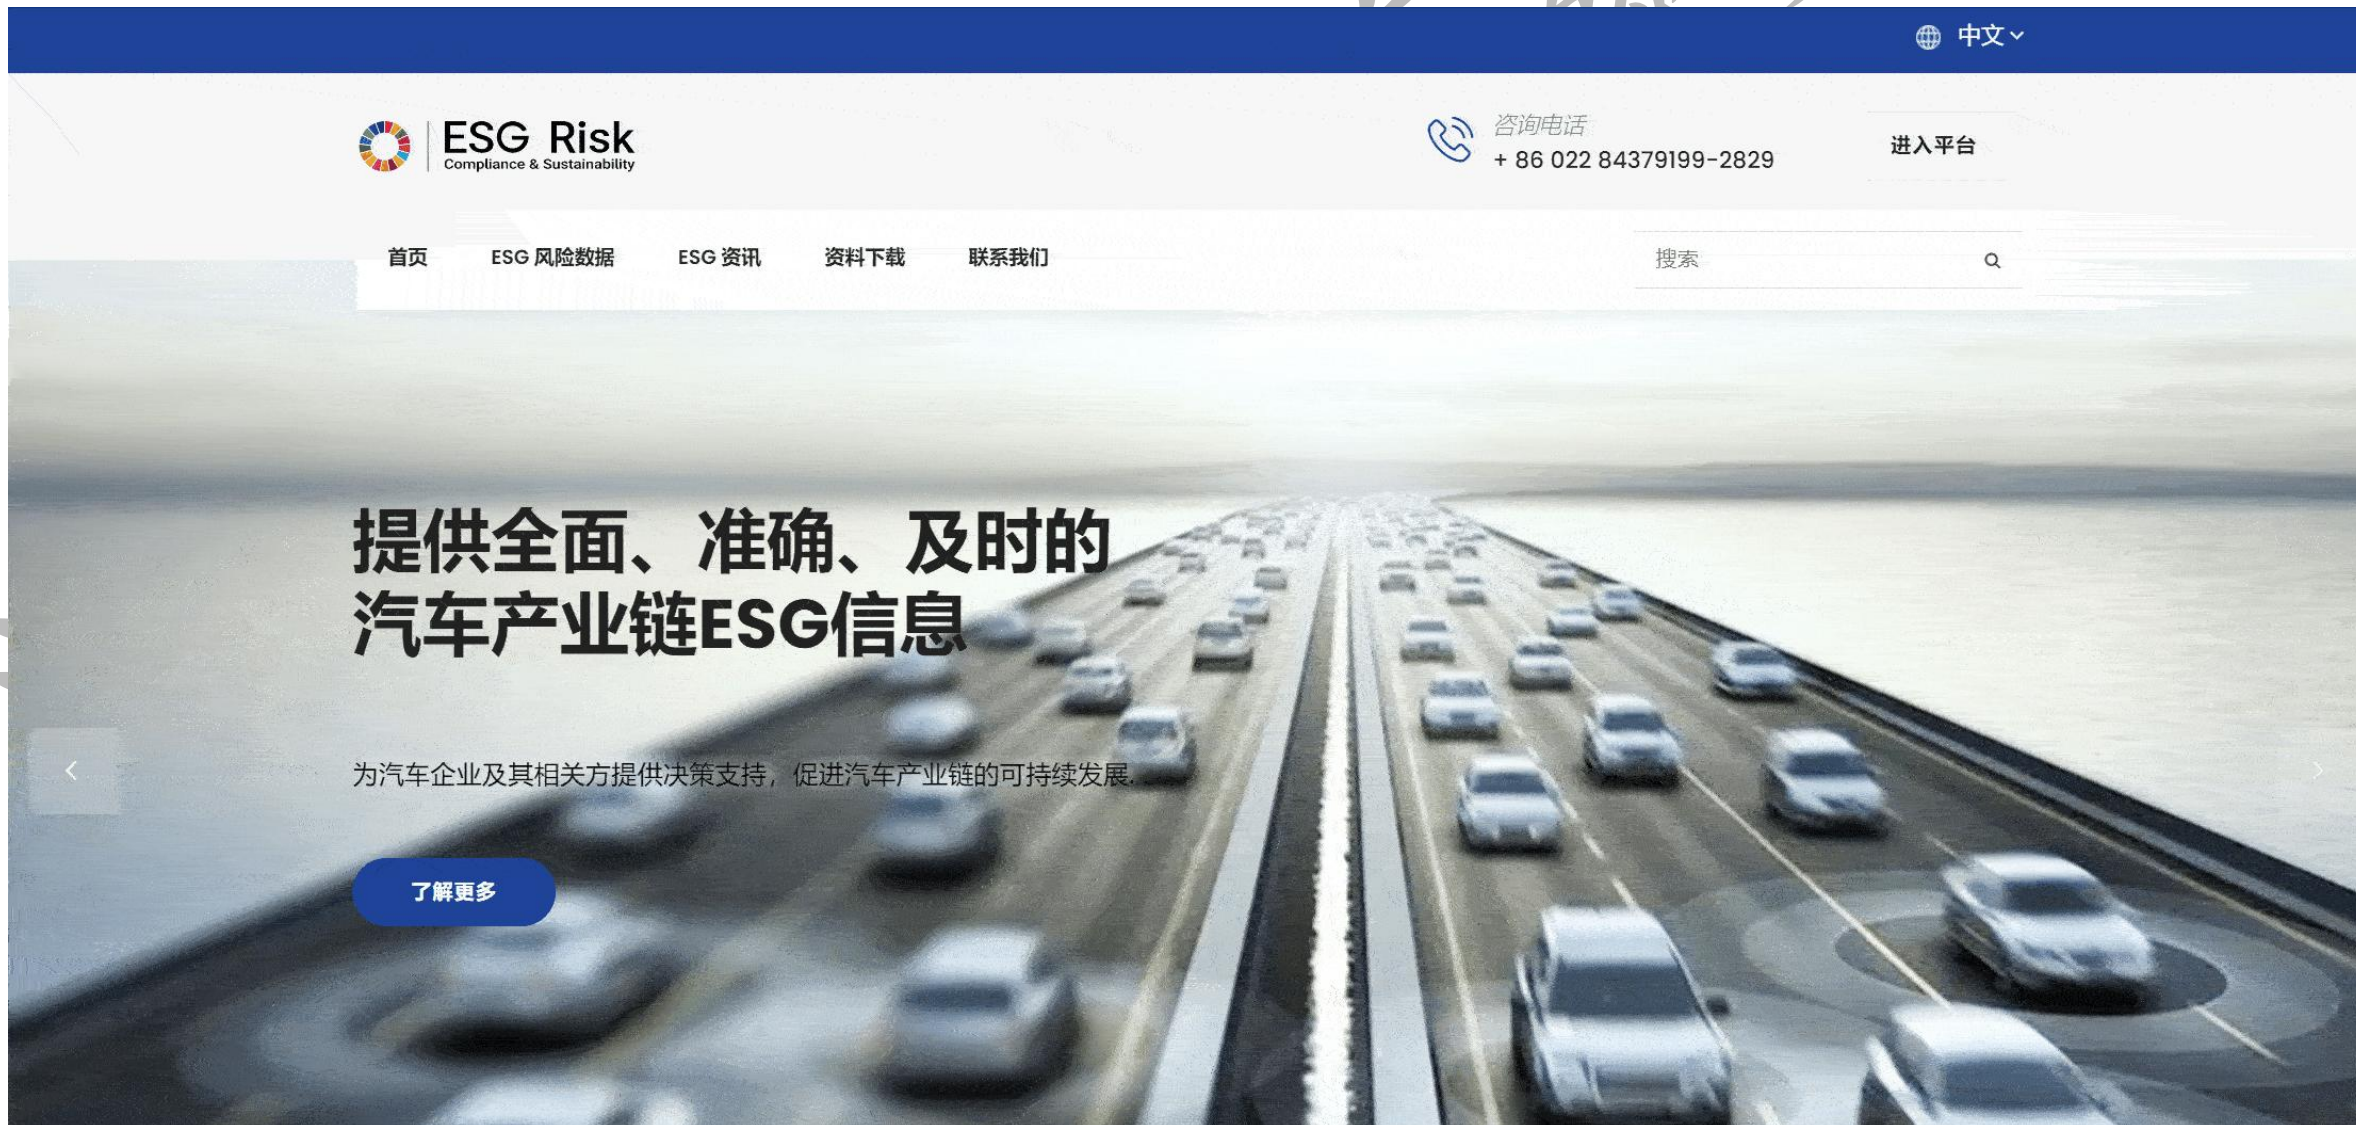 中文
ESG Risk
Compliance & Sustainability
咨询电话
+ 86 022 84379199-2829
进入平台
首页
ESG 风险数据
ESG 资讯
资料下载
联系我们
搜索
提供全面、准确、及时的
汽车产业链ESG信息
为汽车企业及其相关方提供决策支持，促进汽车产业链的可持续发展.
了解更多